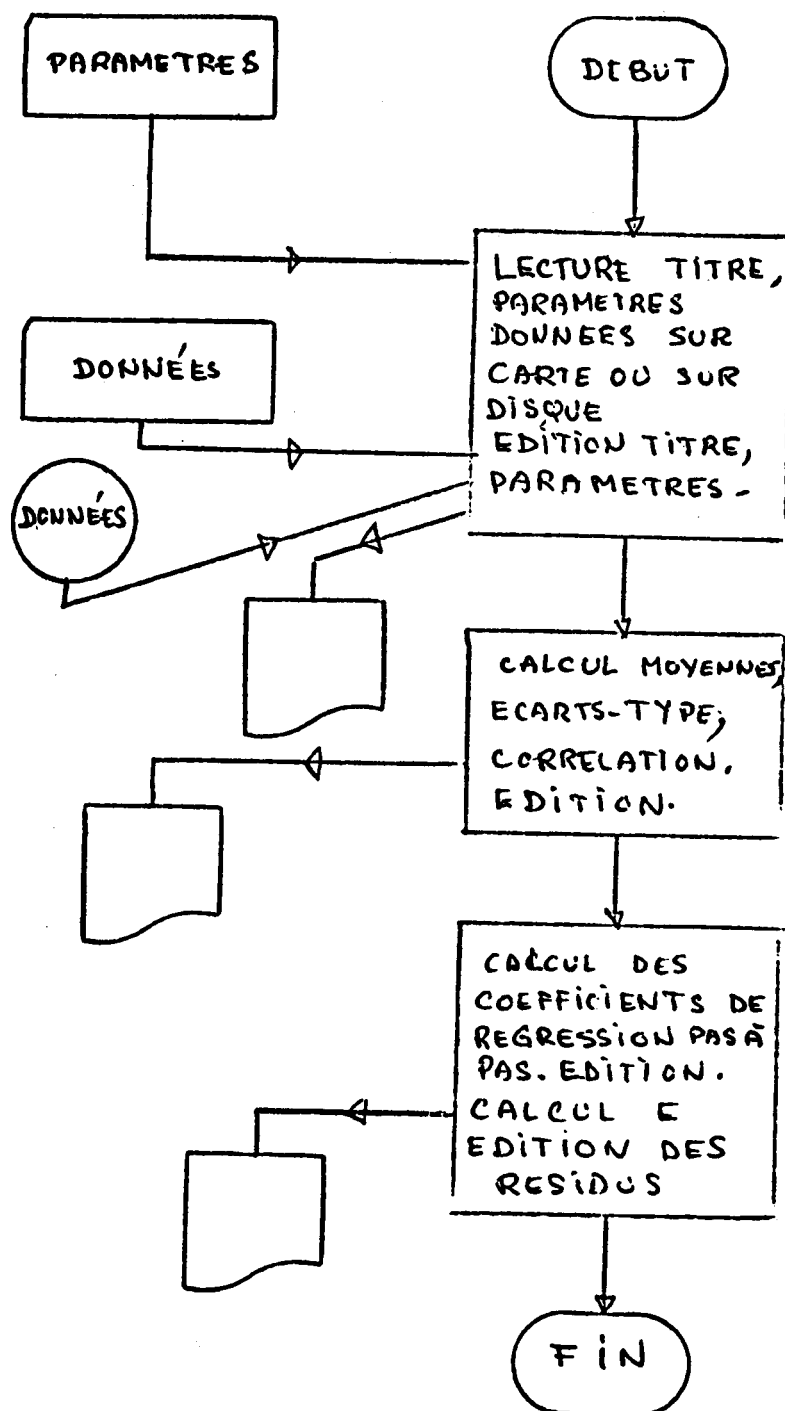 PARAMETRES
DEBUT
LECTURE TITRE,
PARAMETRES
DONNEES SUR
CARTE OU SUR
DISQUE
EDITION TITRE,
PARAMETRES -
DONNÉES
DONNÉES
CALCUL MOYENNES,
ECARTS-TYPE,
CORRELATION.
EDITION.
CALCUL DES
COEFFICIENTS DE
REGRESSION PAS À
PAS. EDITION.
CALCUL E
EDITION DES
RESIDUS
FIN